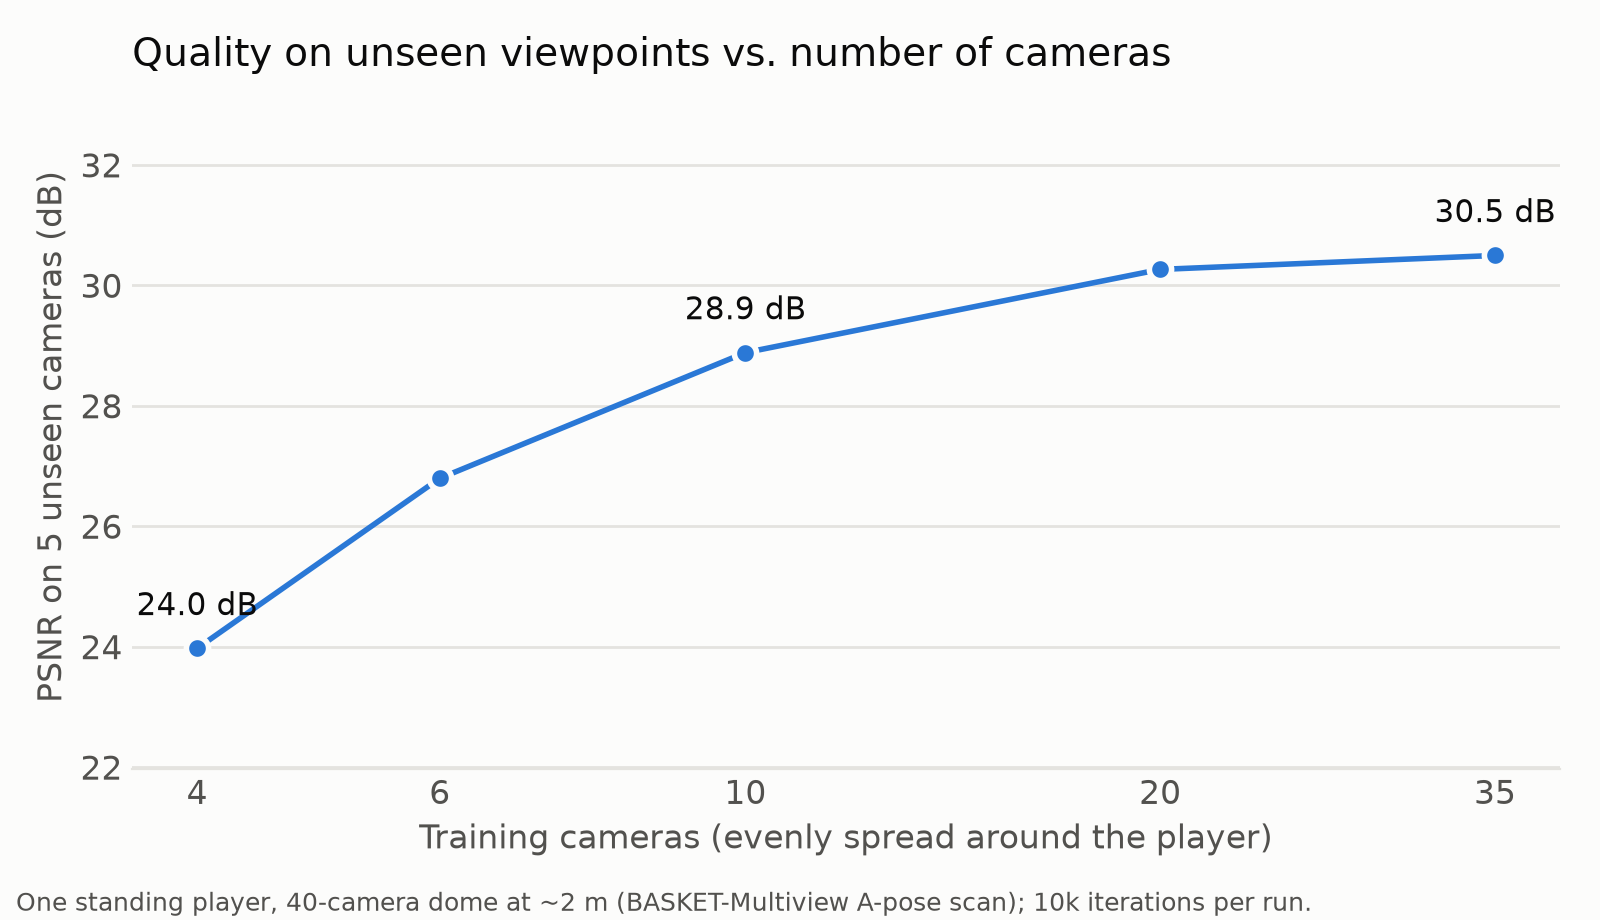 Quality on unseen viewpoints vs. number of cameras
PSNR on 5 unseen cameras (dB)
32
30
28
26
24
22
24.0 dB
28.9 dB
30.5 dB
4 6 10 20 35
Training cameras (evenly spread around the player)
One standing player, 40-camera dome at ~2 m (BASKET-Multiview A-pose scan); 10k iterations per run.